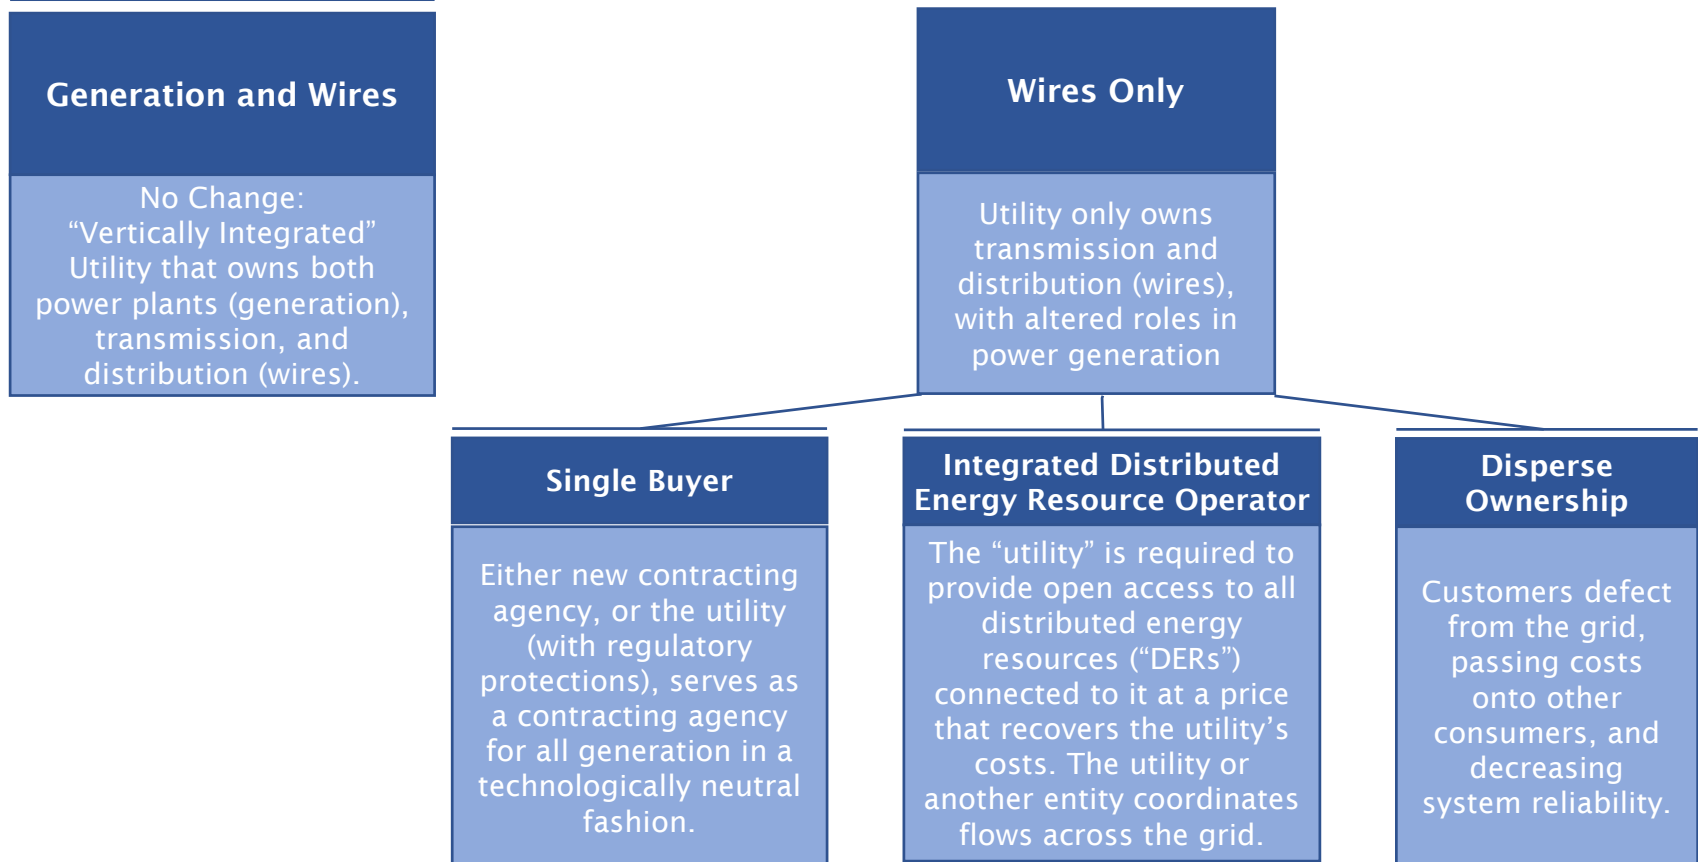 Generation and Wires
No Change:
“Vertically Integrated”
Utility that owns both
power plants (generation),
transmission, and
distribution (wires).
Wires Only
Utility only owns
transmission and
distribution (wires),
with altered roles in
power generation
Single Buyer
Either new contracting
agency, or the utility
(with regulatory
protections), serves as
a contracting agency
for all generation in a
technologically neutral
fashion.
Integrated Distributed
Energy Resource Operator
The “utility” is required to
provide open access to all
distributed energy
resources (“DERs”)
connected to it at a price
that recovers the utility’s
costs. The utility or
another entity coordinates
flows across the grid.
Disperse
Ownership
Customers defect
from the grid,
passing costs
onto other
consumers, and
decreasing
system reliability.